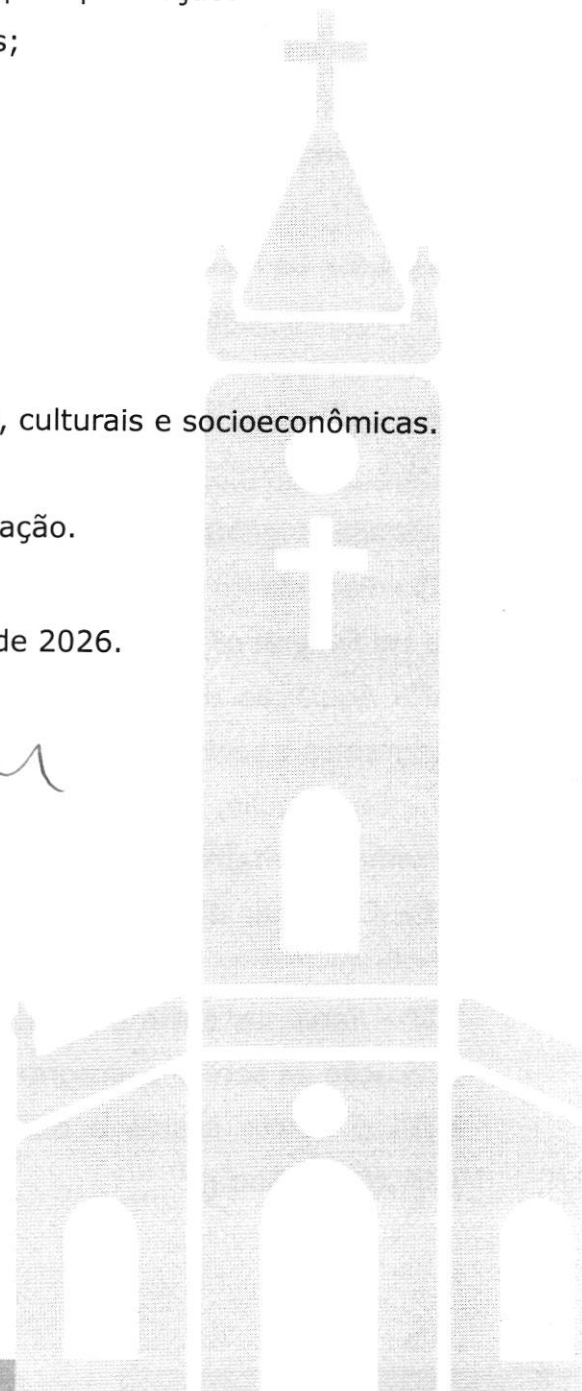 s;
, culturais e socioeconômicas.
ação.
de 2026.